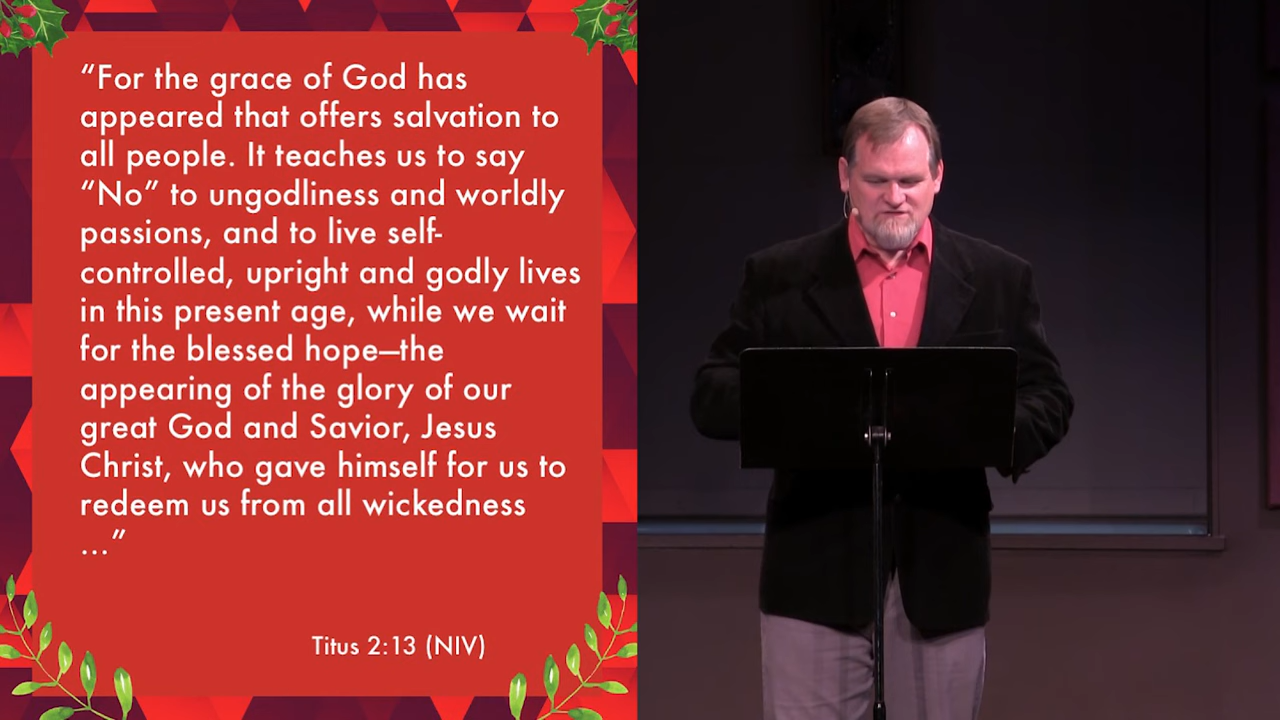 “For the grace of God has
appeared that offers salvation to
all people. It teaches us to say
“No” to ungodliness and worldly
passions, and to live self-
controlled, upright and godly lives
in this present age, while we wait
for the blessed hope—the
appearing of the glory of our
great God and Savior, Jesus
Christ, who gave himself for us to
redeem us from all wickedness
...”
Titus 2:13 (NIV)